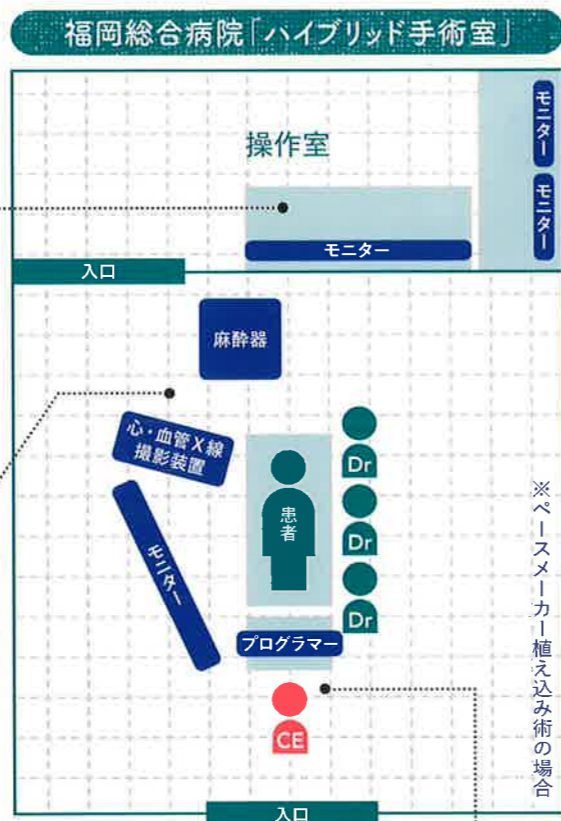 福岡総合病院「ハイブリッド手術室」
モニター
モニター
操作室
モニター
入口
麻酔器
心・血管X線
撮影装置
モニター
患者
Dr
Dr
Dr
プログラマー
CE
※ペースメーカー植え込み術の場合
入口